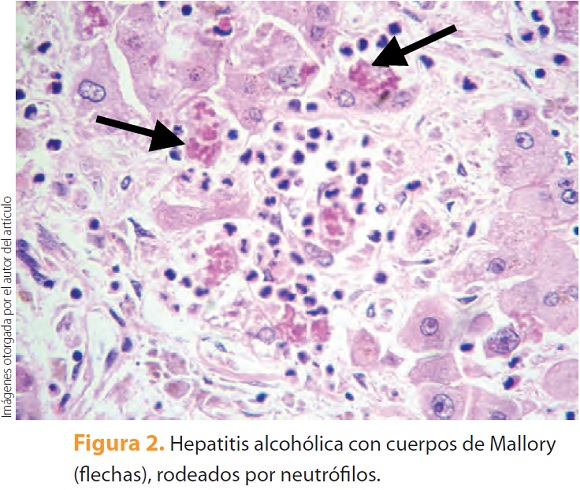 Imágenes otorgada por el autor del artículo
Figura 2. Hepatitis alcohólica con cuerpos de Mallory
(flechas), rodeados por neutrófilos.